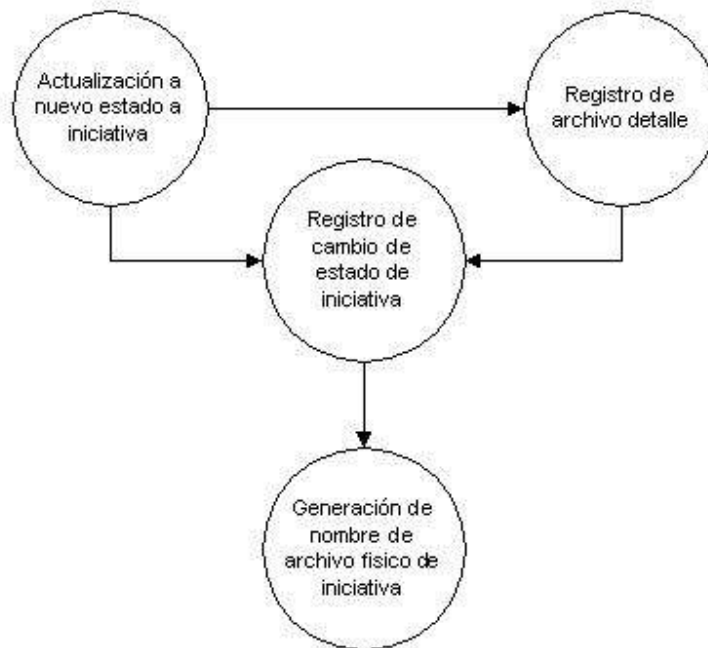 Actualización a
nuevo estado a
iniciativa
Registro de
archivo detalle
Registro de
cambio de
estado de
iniciativa
Generación de
nombre de
archivo fisico de
iniciativa